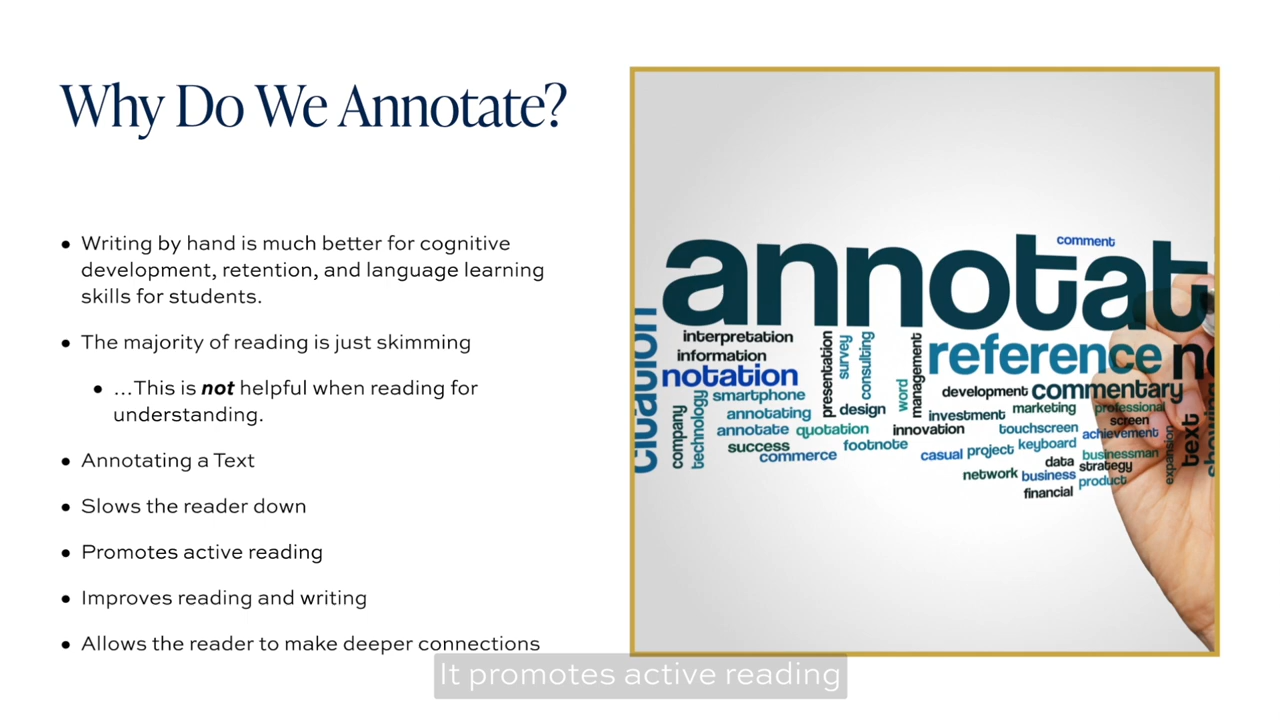 Why Do We Annotate?
• Writing by hand is much better for cognitive
development, retention, and language learning
skills for students.
• The majority of reading is just skimming
• …This is not helpful when reading for
understanding.
• Annotating a Text
• Slows the reader down
• Promotes active reading
• Improves reading and writing
• Allows the reader to make deeper connections
comment
annotat
interpretation
information
notation
presentation
survey
consulting
word
management
reference
no
development
commentary
company
technology
smartphone
annotating
design
annotate
quotation
innovation
investment
marketing
professional
screen
success
commerce
footnote
touchscreen
achievement
casual
project
keyboard
businessman
data
strategy
network
business
product
financial
expansion
text
showing
It promotes active reading